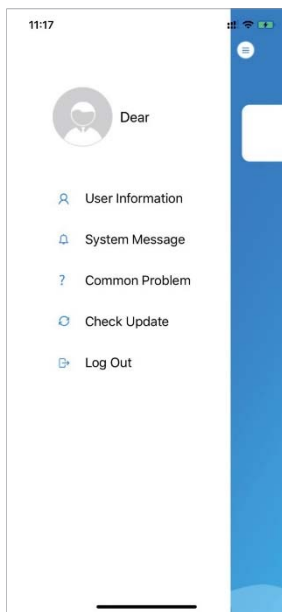 11:17
Dear
User Information
System Message
? Common Problem
Check Update
Log Out